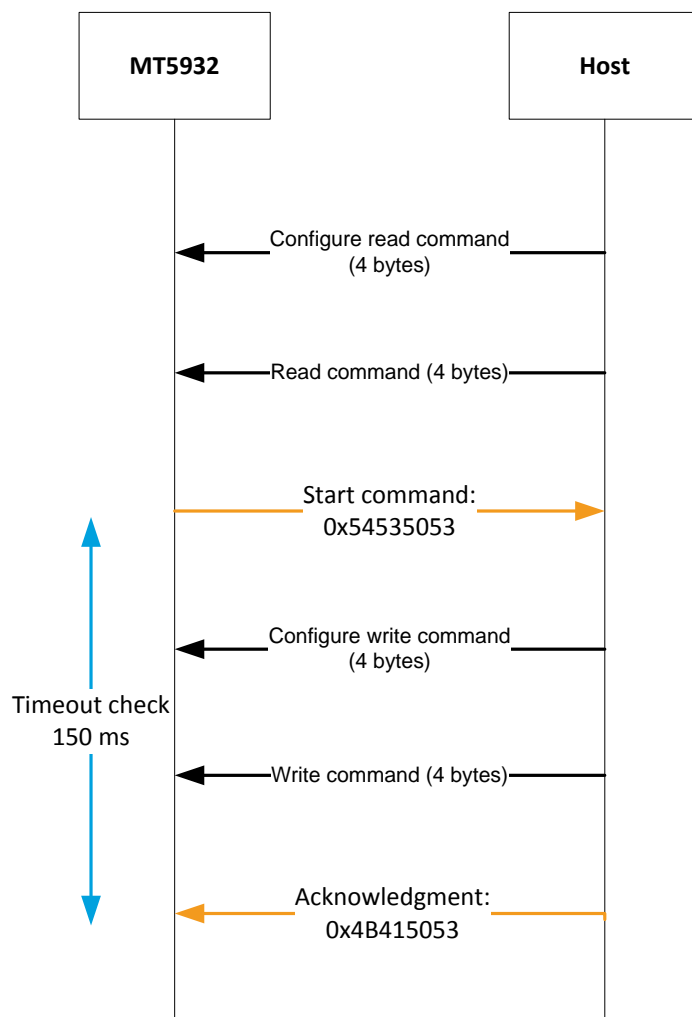 MT5932
Host
Configure read command
(4 bytes)
Read command (4 bytes)
Start command:
0x54535053
Configure write command
(4 bytes)
Timeout check
150 ms
Write command (4 bytes)
Acknowledgment:
0x4B415053